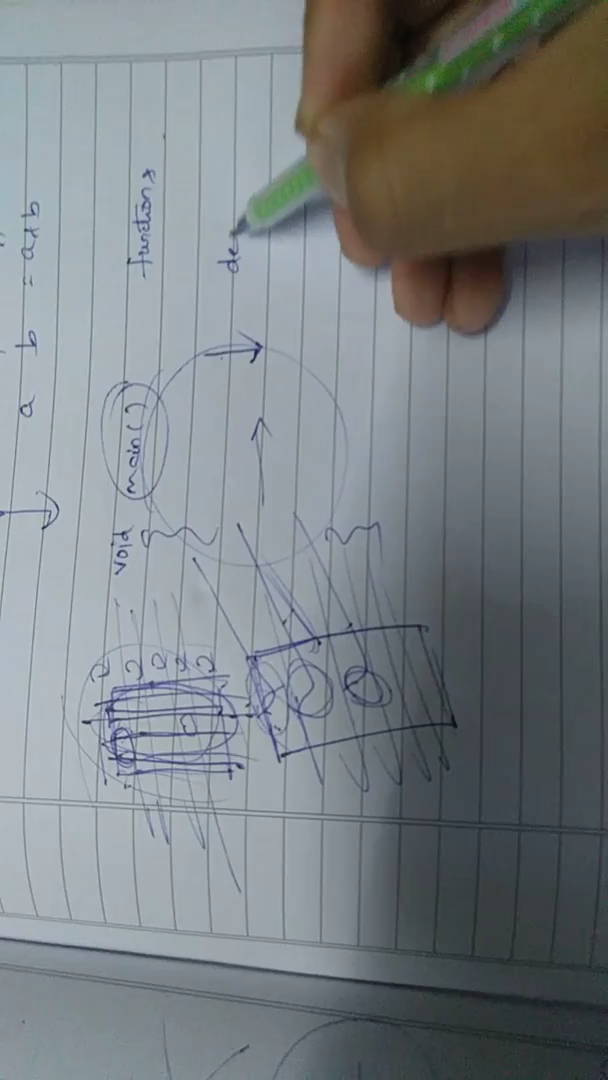 a b = a+b
void main() functions
{
de
}